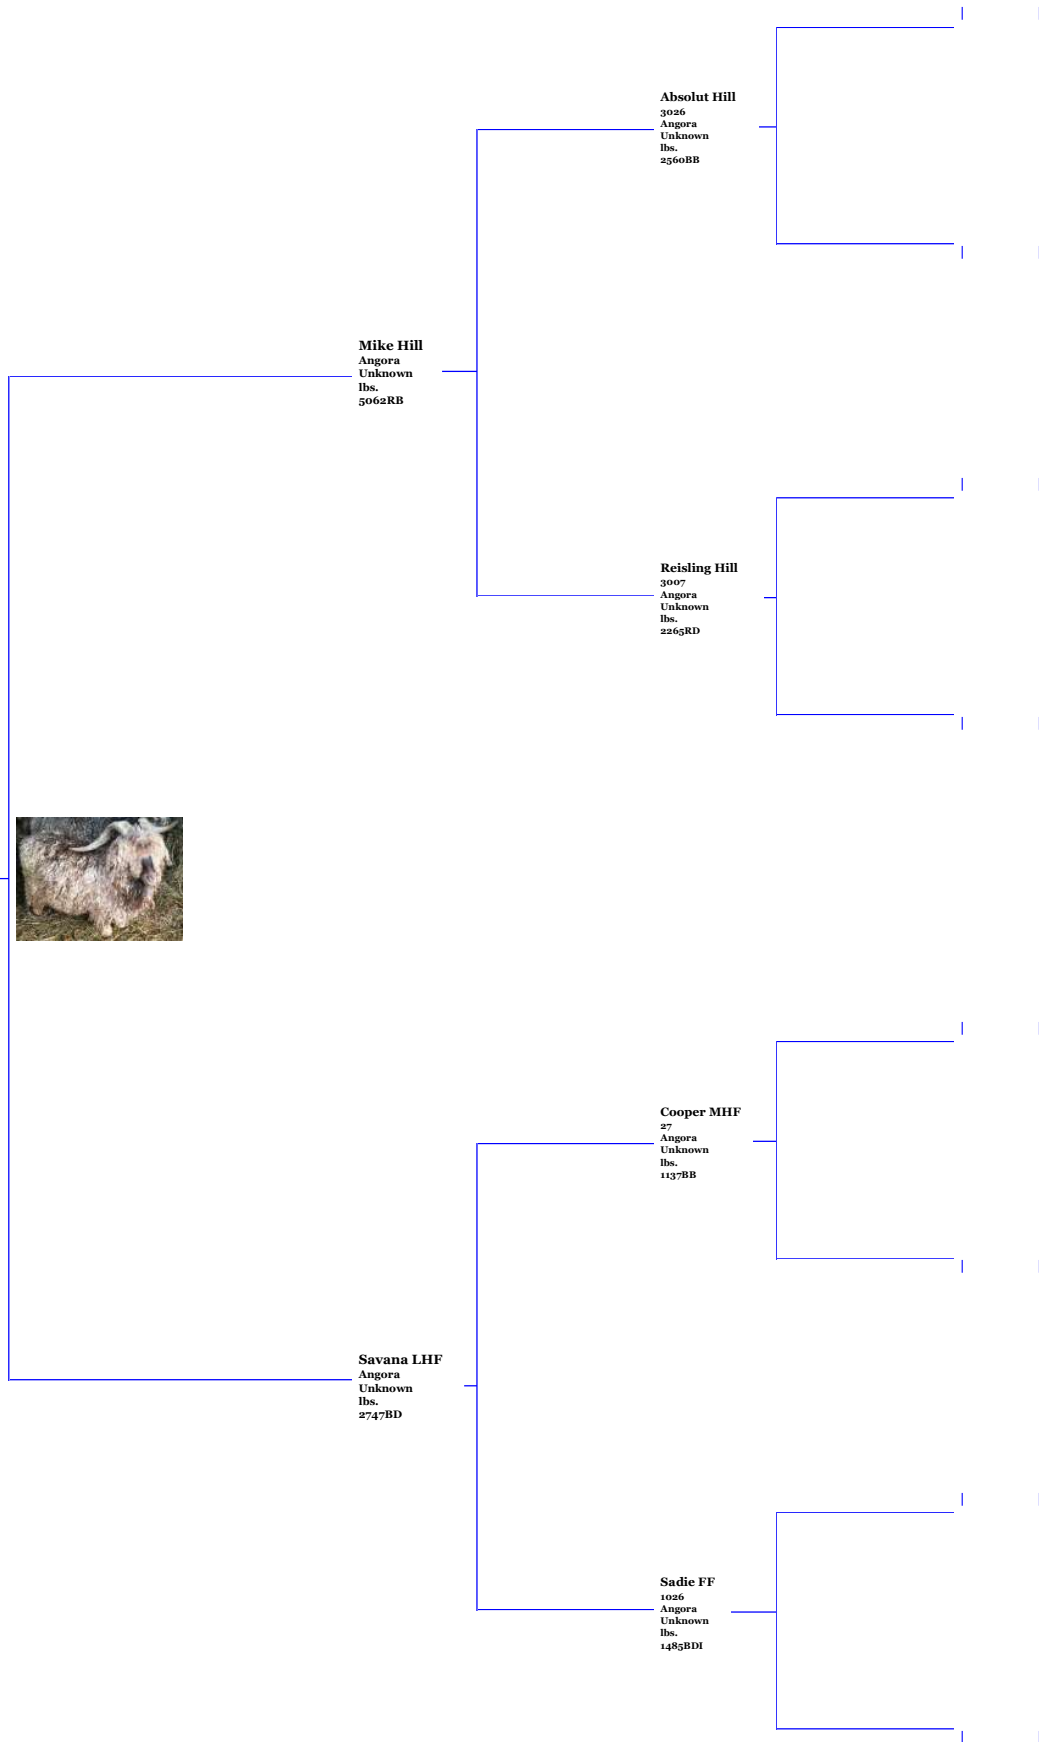 Absolut Hill
3026
Angora
Unknown
lbs.
2560BB
Mike Hill
Angora
Unknown
lbs.
5062RB
Reisling Hill
3007
Angora
Unknown
lbs.
2265RD
Cooper MHF
27
Angora
Unknown
lbs.
1137BB
Savana LHF
Angora
Unknown
lbs.
2747BD
Sadie FF
1026
Angora
Unknown
lbs.
1485BDI